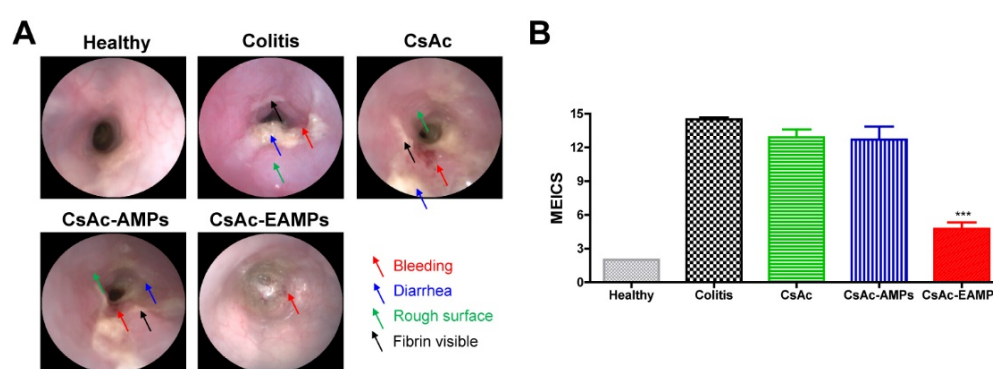 A
Healthy
Colitis
CsAc
CsAc-AMPs
CsAc-EAMPs
Bleeding
Diarrhea
Rough surface
Fibrin visible
B
MEICS
15
12
9
6
3
0
***
Healthy
Colitis
CsAc
CsAc-AMPs
CsAc-EAMP